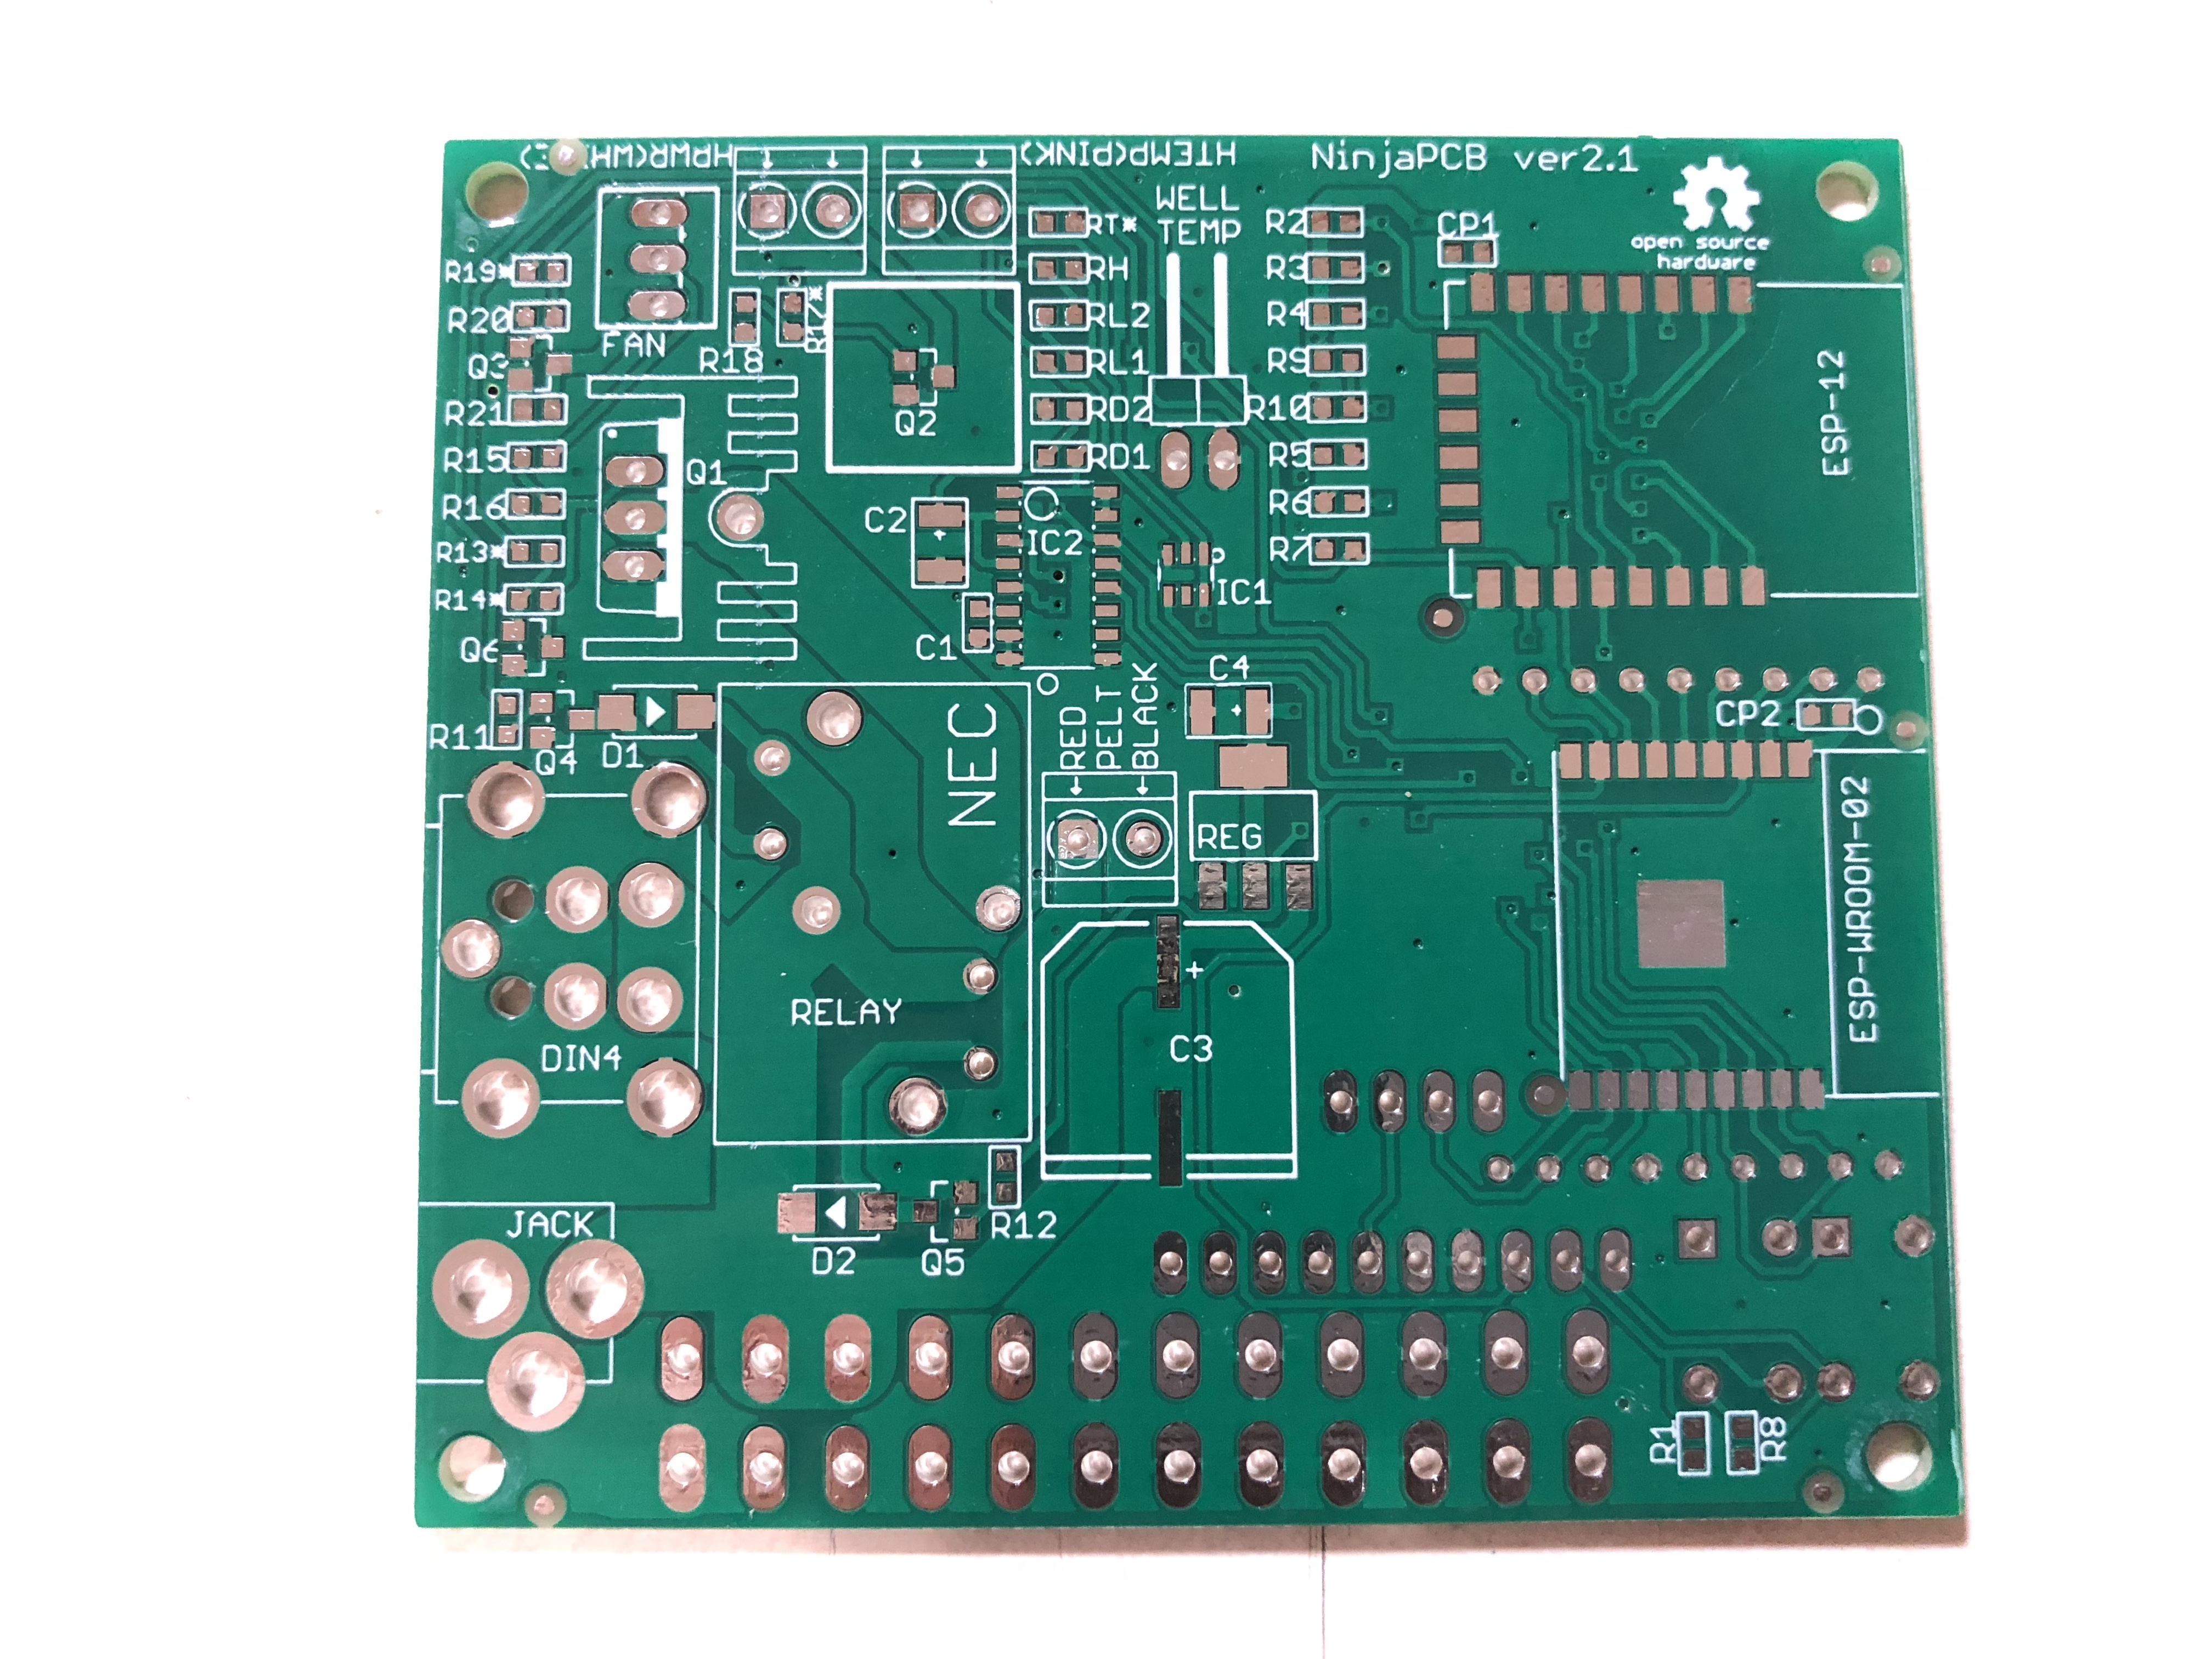 HPWR(WHITE)
HTEMP(PINK)
NinjaPCB ver2.1
open source
hardware
WELL
TEMP
RT*
RH
RL2
RL1
RD2
RD1
R2
R3
R4
R9
R10
R5
R6
R7
CP1
ESP-12
R19*
R20
Q3
R21
R15
R16
R13*
R14*
Q6
FAN
R18
R17*
Q1
Q2
C2
IC2
C1
IC1
R11
Q4
D1
NEC
RELAY
RED
PELT
BLACK
C4
REG
CP2
ESP-WROOM-02
DIN4
C3
JACK
D2
Q5
R12
R1
R8